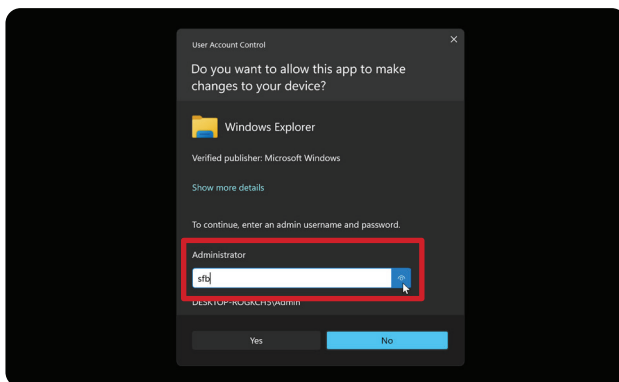 User Account Control
Do you want to allow this app to make
changes to your device?
Windows Explorer
Verified publisher: Microsoft Windows
Show more details
To continue, enter an admin username and password.
Administrator
sfb
Yes
No